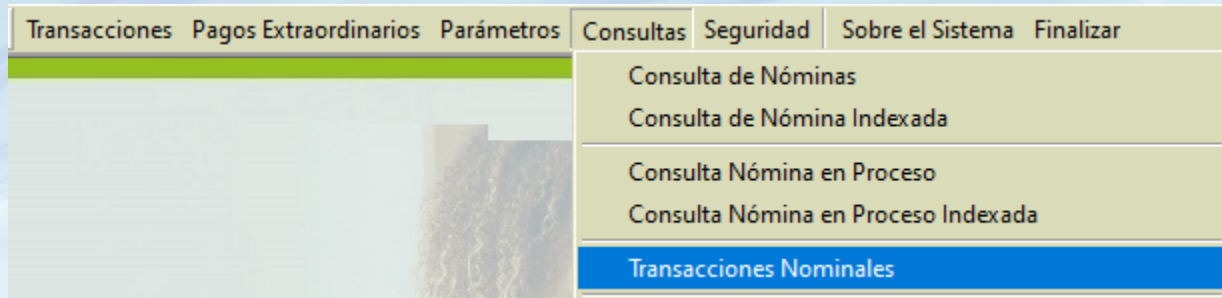 Transacciones Pagos Extraordinarios Parámetros Consultas Seguridad Sobre el Sistema Finalizar
Consulta de Nóminas
Consulta de Nómina Indexada
Consulta Nómina en Proceso
Consulta Nómina en Proceso Indexada
Transacciones Nominales